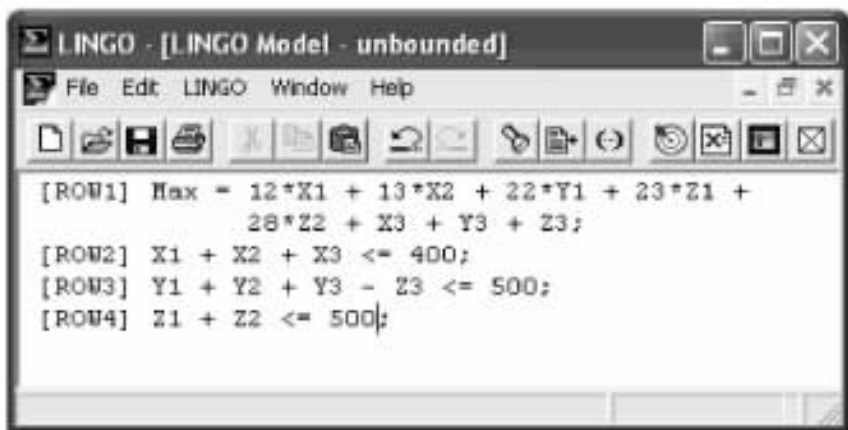 LINGO - [LINGO Model - unbounded]
File Edit LINGO Window Help
[ROW1] Max = 12*X1 + 13*X2 + 22*Y1 + 23*Z1 +
28*Z2 + X3 + Y3 + Z3;
[ROW2] X1 + X2 + X3 <= 400;
[ROW3] Y1 + Y2 + Y3 - Z3 <= 500;
[ROW4] Z1 + Z2 <= 500;